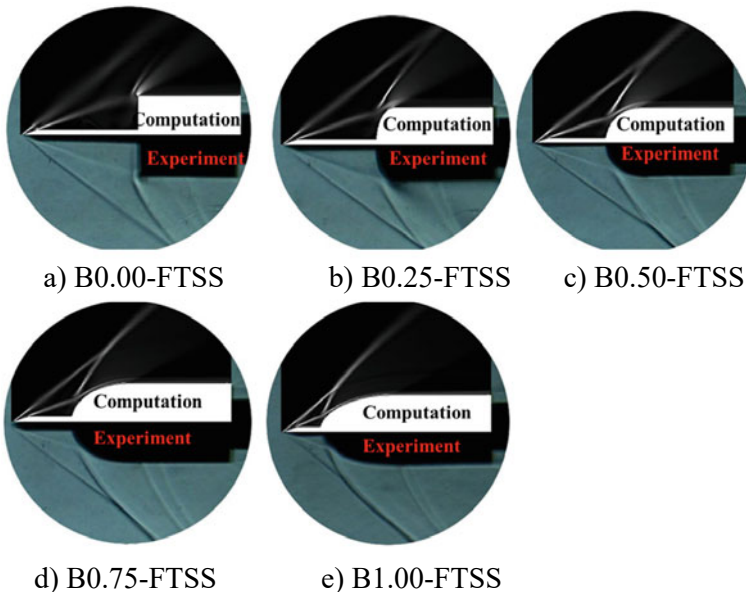 Computation
Experiment
Computation
Experiment
Computation
Experiment
a) B0.00-FTSS
b) B0.25-FTSS
c) B0.50-FTSS
Computation
Experiment
Computation
Experiment
d) B0.75-FTSS
e) B1.00-FTSS